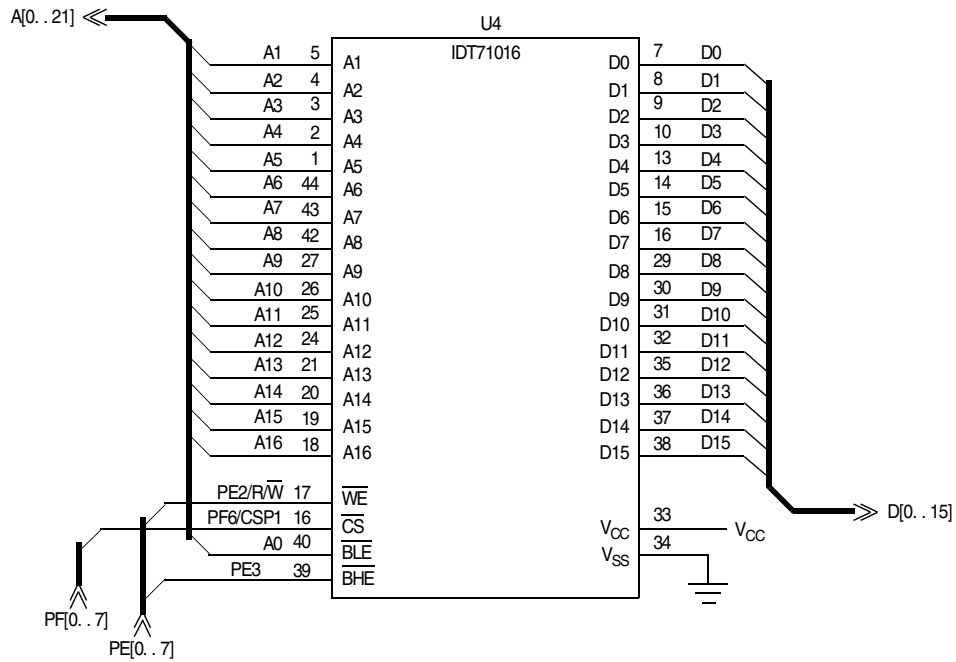 A[0. . 21]
U4
IDT71016
A1 5 A1 D0 7 D0
A2 4 A2 D1 8 D1
A3 3 A3 D2 9 D2
A4 2 A4 D3 10 D3
A5 1 A5 D4 13 D4
A6 44 A6 D5 14 D5
A7 43 A7 D6 15 D6
A8 42 A8 D7 16 D7
A9 27 A9 D8 29 D8
A10 26 A10 D9 30 D9
A11 25 A11 D10 31 D10
A12 24 A12 D11 32 D11
A13 21 A13 D12 35 D12
A14 20 A14 D13 36 D13
A15 19 A15 D14 37 D14
A16 18 A16 D15 38 D15
PE2/R/W̅ 17 W̅E̅
D[0. . 15]
PF6/CSP1 16 C̅S̅ VCC 33 VCC
A0 40 B̅L̅E̅ VSS 34
PE3 39 B̅H̅E̅
PF[0. . 7]
PE[0. . 7]